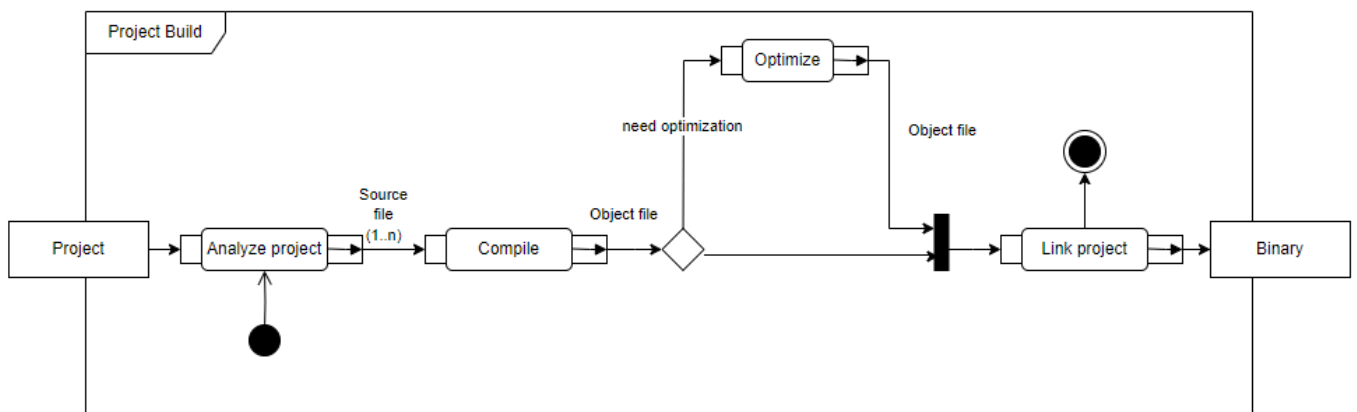 Project Build
Optimize
need optimization
Object file
Source
file
(1..n)
Object file
Project
Analyze project
Compile
Link project
Binary